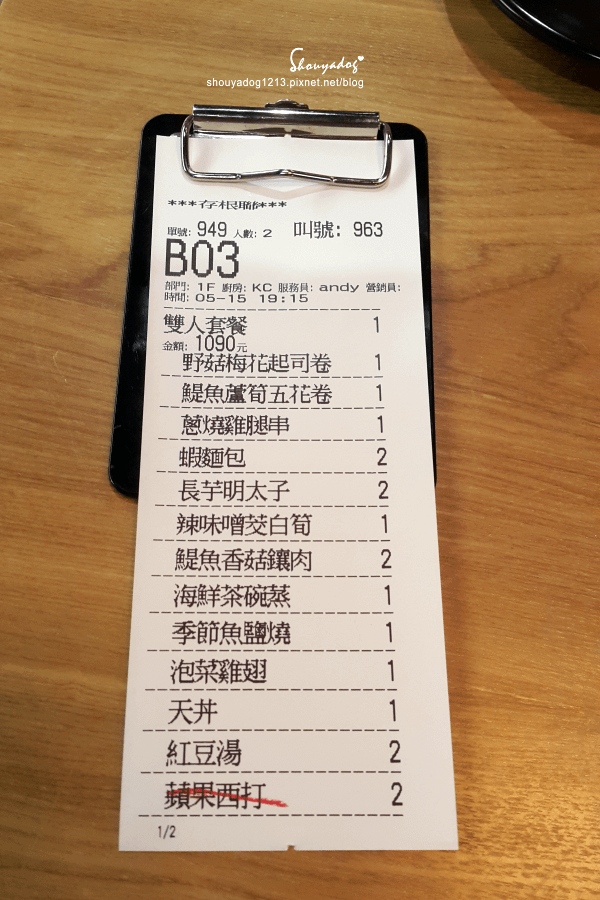 Shouyadog
shouyadog1213.pixnet.net/blog
***存根聯***
單號: 949 人數: 2 叫號: 963
B03
部門: 1F 廚房: KC 服務員: andy 營銷員:
時間: 05-15 19:15
雙人套餐 1
金額: 1090元
野菇梅花起司卷 1
鯷魚蘆筍五花卷 1
蔥燒雞腿串 1
蝦麵包 2
長芋明太子 2
辣味噌茭白筍 1
鯷魚香菇鑲肉 2
海鮮茶碗蒸 1
季節魚鹽燒 1
泡菜雞翅 1
天丼 1
紅豆湯 2
蘋果西打 2
1/2